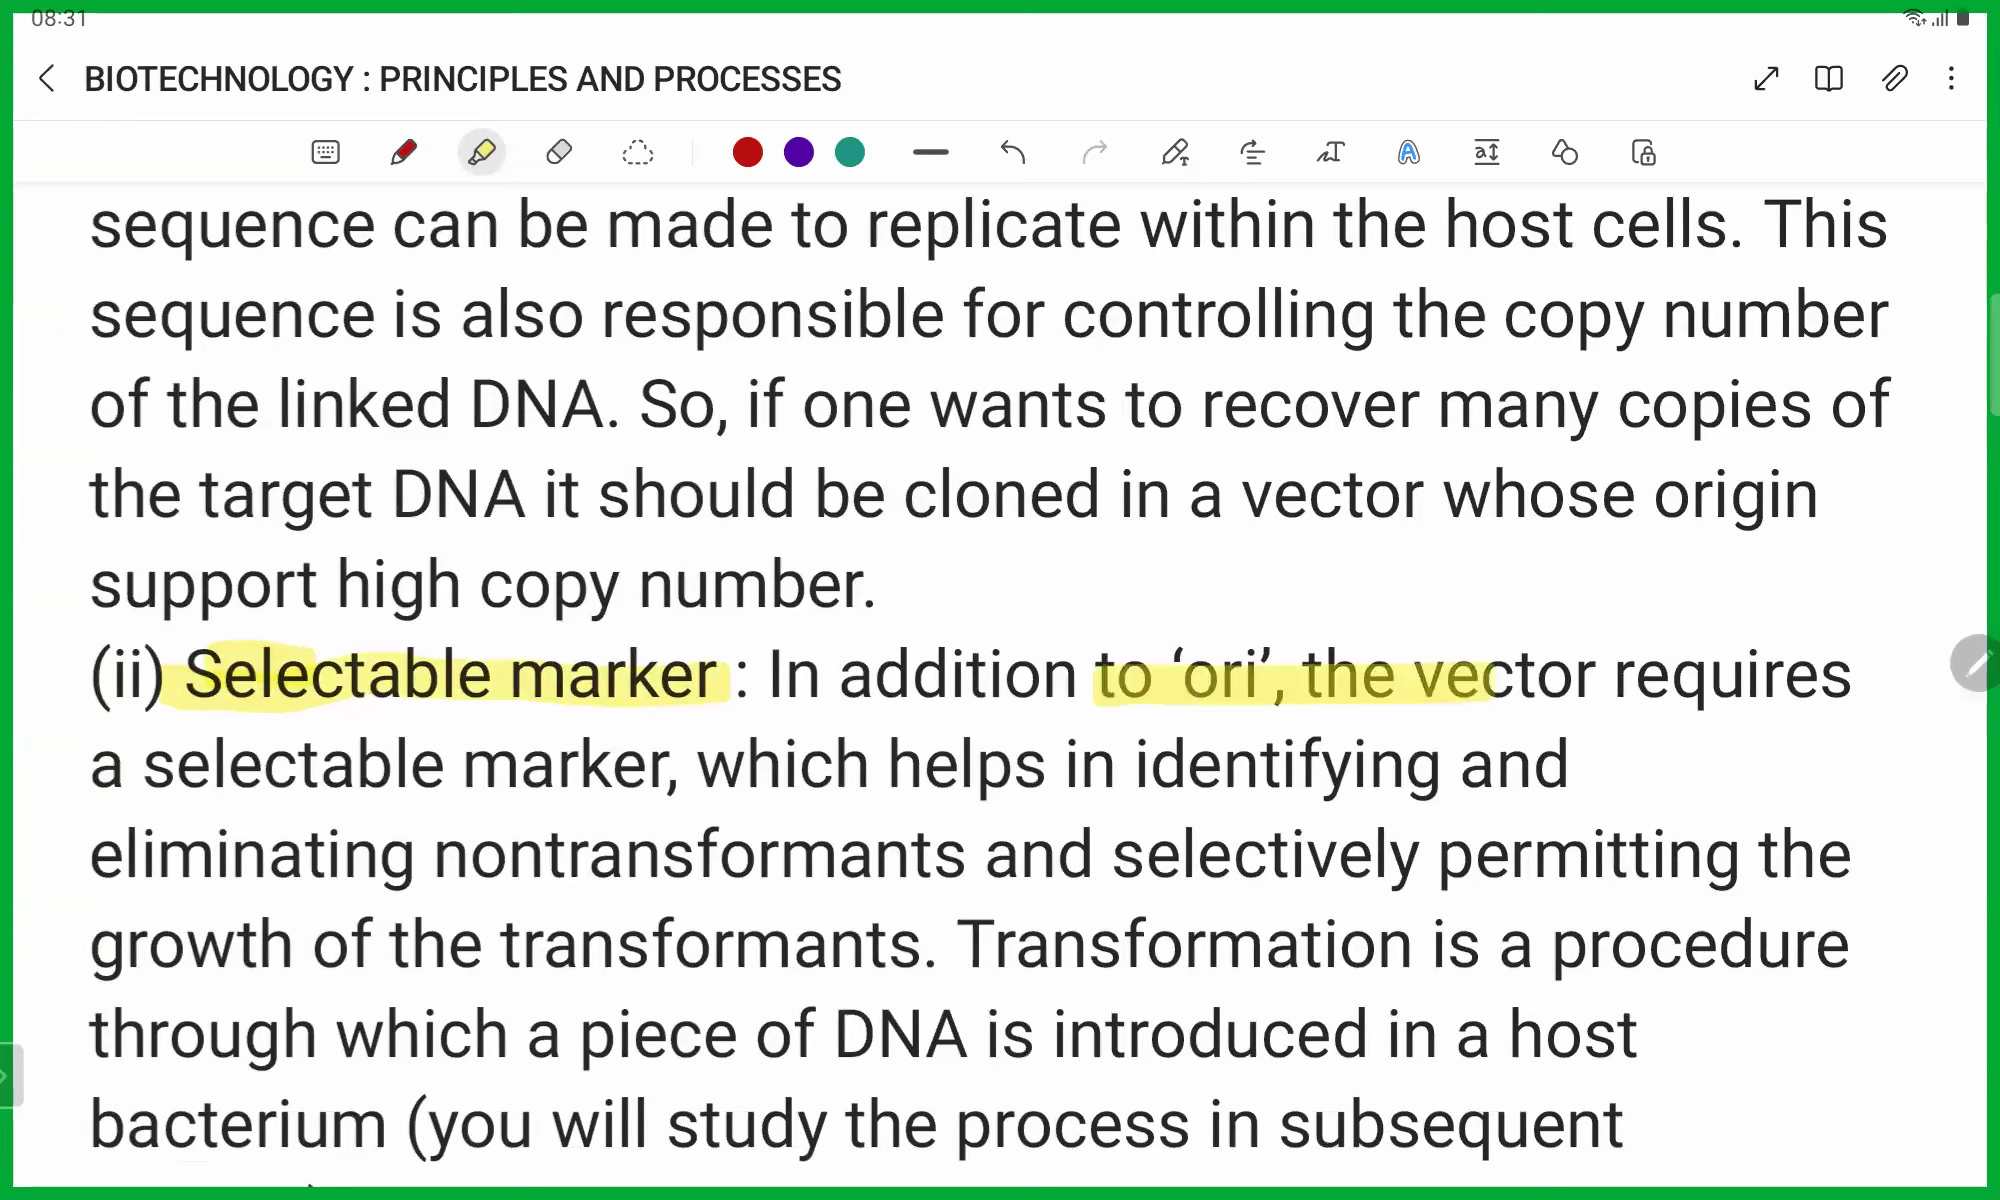 08:31
BIOTECHNOLOGY : PRINCIPLES AND PROCESSES
sequence can be made to replicate within the host cells. This
sequence is also responsible for controlling the copy number
of the linked DNA. So, if one wants to recover many copies of
the target DNA it should be cloned in a vector whose origin
support high copy number.
(ii) Selectable marker : In addition to ‘ori’, the vector requires
a selectable marker, which helps in identifying and
eliminating nontransformants and selectively permitting the
growth of the transformants. Transformation is a procedure
through which a piece of DNA is introduced in a host
bacterium (you will study the process in subsequent